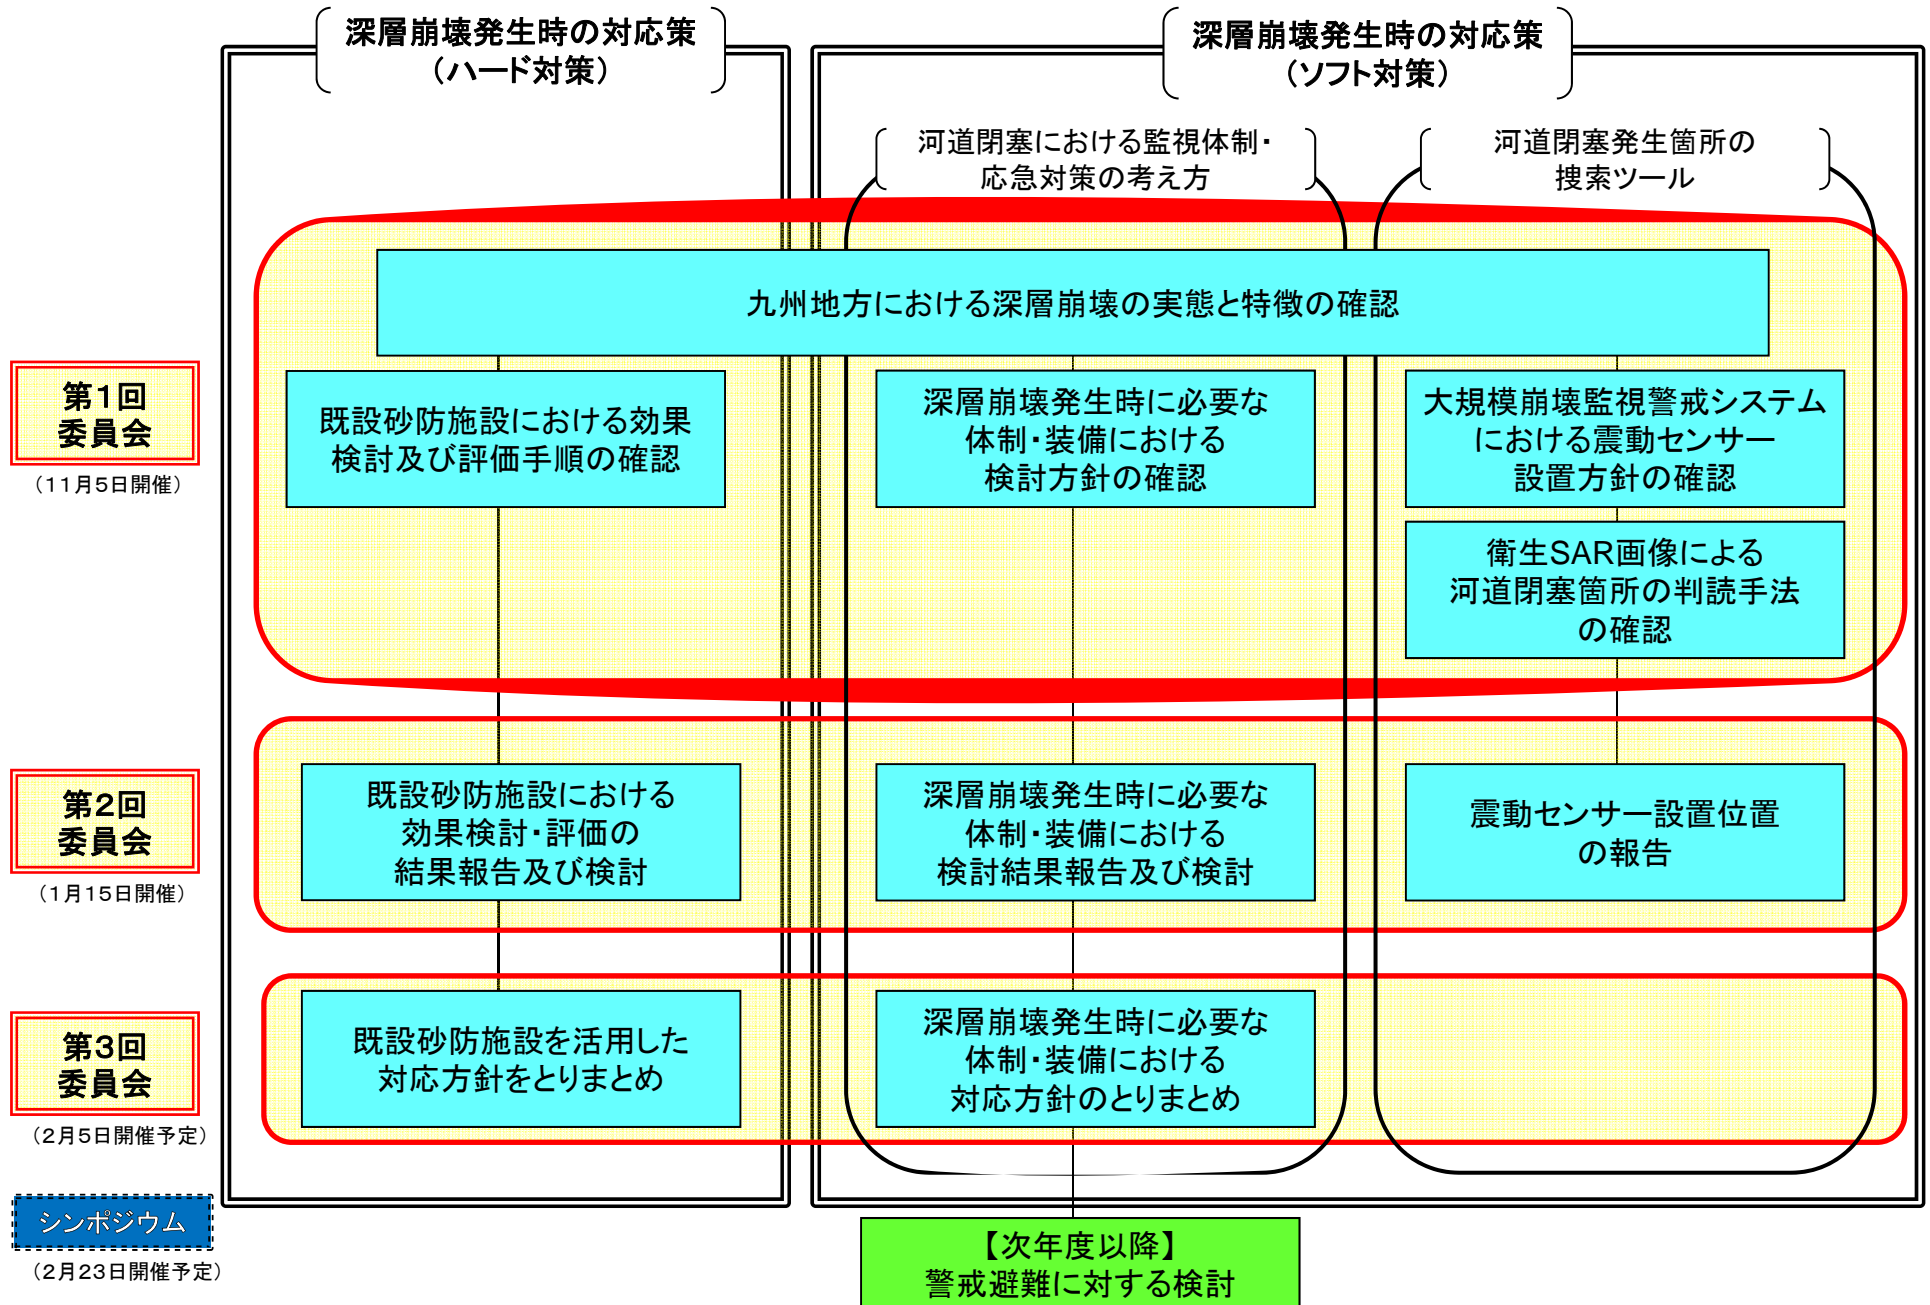 深層崩壊発生時の対応策
（ハード対策）
深層崩壊発生時の対応策
（ソフト対策）
河道閉塞における監視体制・
応急対策の考え方
河道閉塞発生箇所の
捜索ツール
九州地方における深層崩壊の実態と特徴の確認
第１回
委員会
（１１月５日開催）
既設砂防施設における効果
検討及び評価手順の確認
深層崩壊発生時に必要な
体制・装備における
検討方針の確認
大規模崩壊監視警戒システム
における震動センサー
設置方針の確認
衛生SAR画像による
河道閉塞箇所の判読手法
の確認
第２回
委員会
（１月１５日開催）
既設砂防施設における
効果検討・評価の
結果報告及び検討
深層崩壊発生時に必要な
体制・装備における
検討結果報告及び検討
震動センサー設置位置
の報告
第３回
委員会
（２月５日開催予定）
既設砂防施設を活用した
対応方針をとりまとめ
深層崩壊発生時に必要な
体制・装備における
対応方針のとりまとめ
シンポジウム
（２月２３日開催予定）
【次年度以降】
警戒避難に対する検討